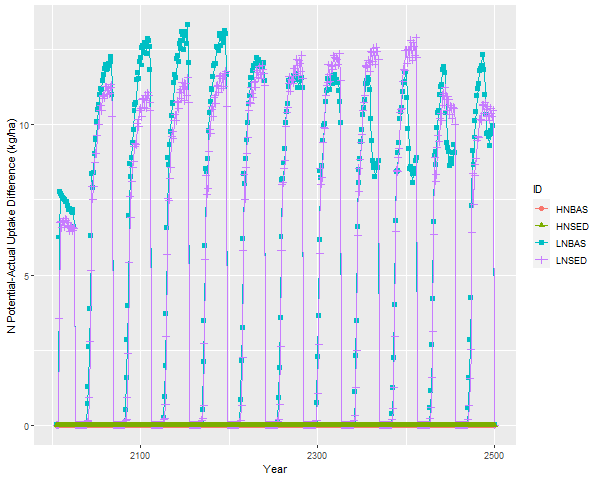 N Potential-Actual Uptake Difference (kg/ha)
10
5
0
2100
2300
2500
Year
ID
HNBAS
HNSED
LNBAS
LNSED